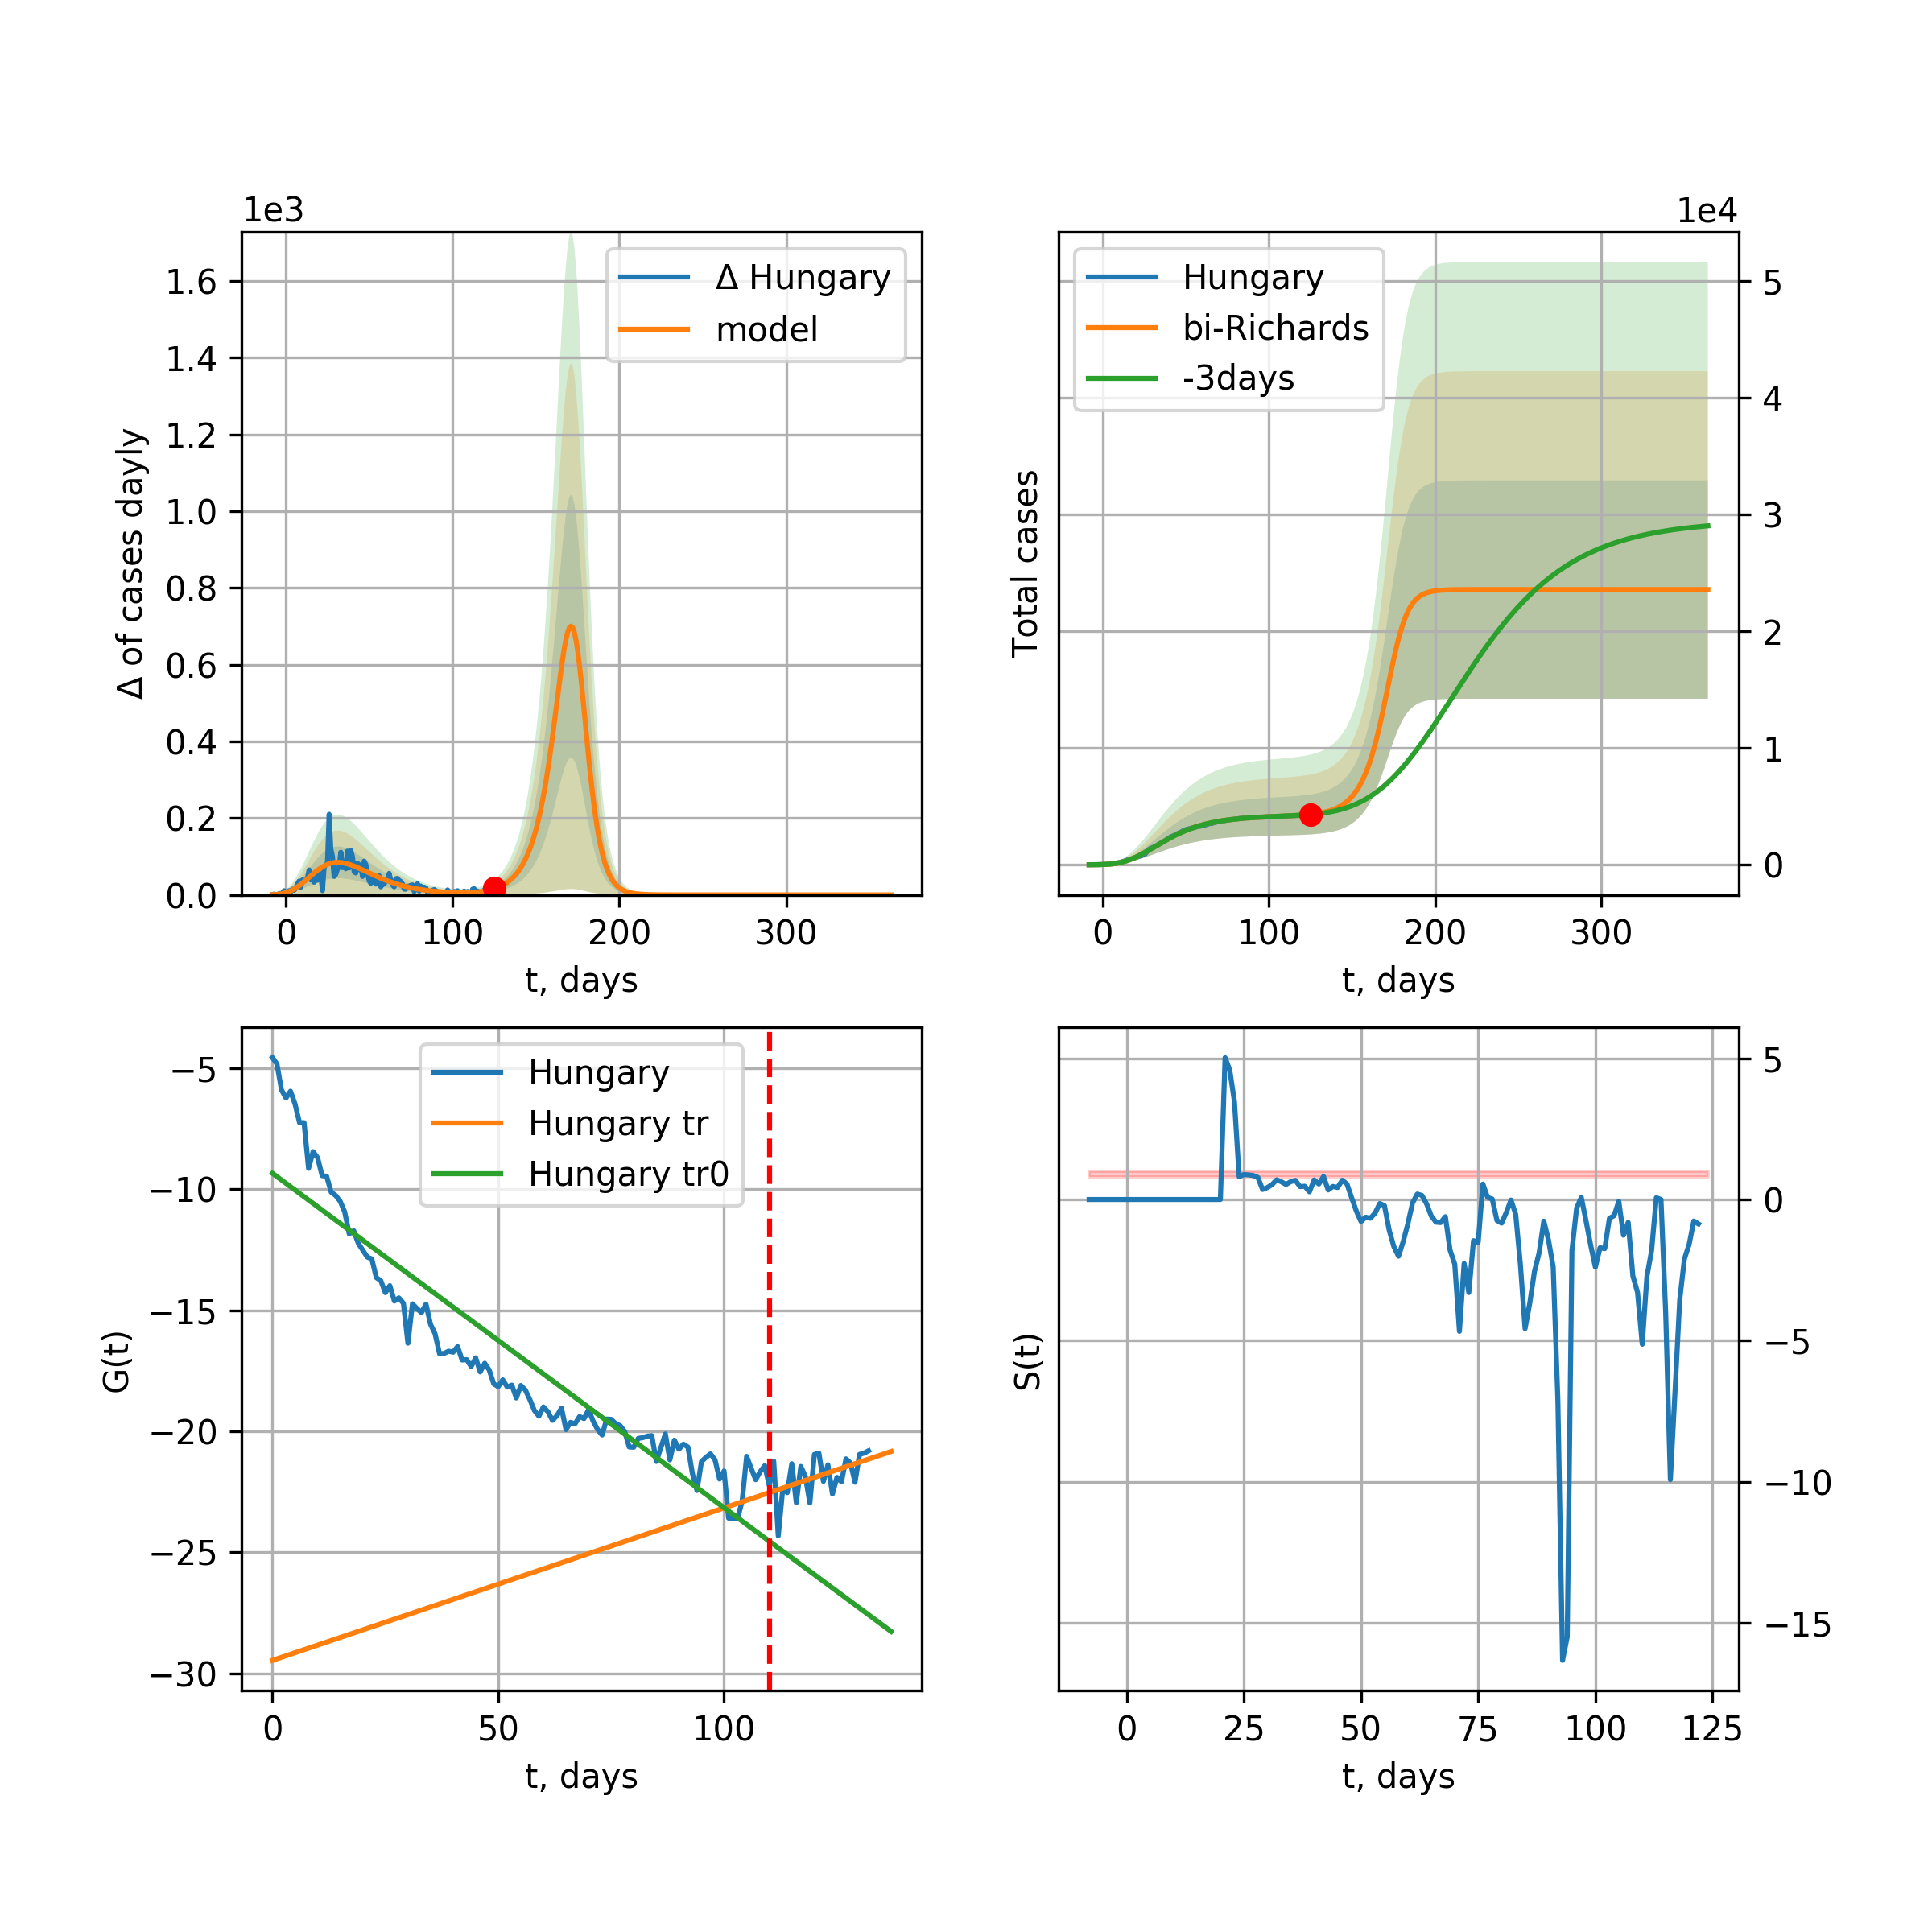 1e3
Δ of cases dayly
1.6
1.4
1.2
1.0
0.8
0.6
0.4
0.2
0.0
Δ Hungary
model
0 100 200 300
t, days
1e4
Total cases
Hungary
bi-Richards
-3days
5
4
3
2
1
0
0 100 200 300
t, days
G(t)
−5
−10
−15
−20
−25
−30
Hungary
Hungary tr
Hungary tr0
0 50 100
t, days
S(t)
5
0
−5
−10
−15
0 25 50 75 100 125
t, days